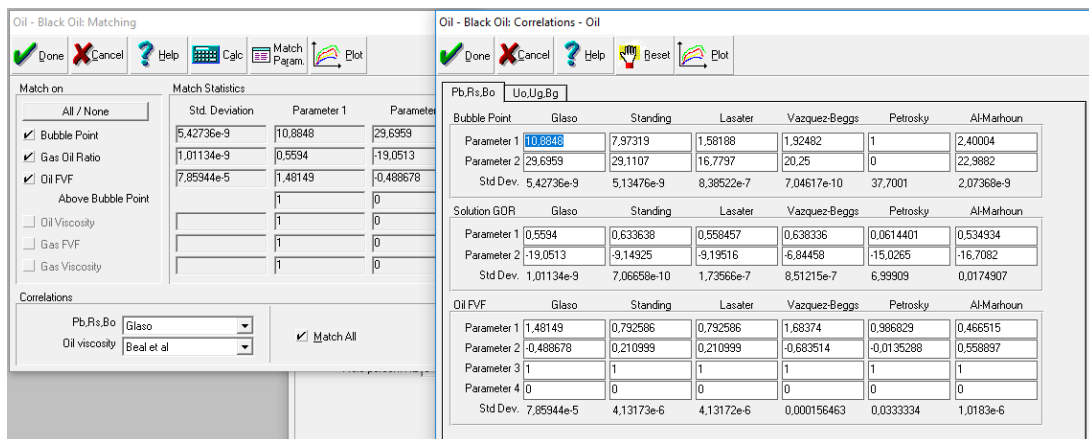 Oil - Black Oil: Matching
Done Cancel Help Calc Match Param. Plot
Match on
All / None
Bubble Point
Gas Oil Ratio
Oil FVF
Above Bubble Point
Oil Viscosity
Gas FVF
Gas Viscosity
Match Statistics
Std. Deviation Parameter 1 Parameter
5,42736e-9 10,8848 29,6959
1,01134e-9 0,5594 -19,0513
7,85944e-5 1,48149 -0,488678
1 0
1 0
1 0
1 0
Correlations
Pb,Rs,Bo Glaso
Oil viscosity Beal et al
Match All
Oil - Black Oil: Correlations - Oil
Done Cancel Help Reset Plot
Pb,Rs,Bo Uo,Ug,Bg
Bubble Point Glaso Standing Lasater Vazquez-Beggs Petrosky Al-Marhoun
Parameter 1 10,8848 7,97319 1,58188 1,92482 1 2,40004
Parameter 2 29,6959 29,1107 16,7797 20,25 0 22,9882
Std Dev. 5,42736e-9 5,13476e-9 8,38522e-7 7,04617e-10 37,7001 2,07368e-9
Solution GOR Glaso Standing Lasater Vazquez-Beggs Petrosky Al-Marhoun
Parameter 1 0,5594 0,633638 0,558457 0,638336 0,0614401 0,534934
Parameter 2 -19,0513 -9,14925 -9,19516 -6,84458 -15,0265 -16,7082
Std Dev. 1,01134e-9 7,06658e-10 1,73566e-7 8,51215e-7 6,99909 0,0174907
Oil FVF Glaso Standing Lasater Vazquez-Beggs Petrosky Al-Marhoun
Parameter 1 1,48149 0,792586 0,792586 1,68374 0,986829 0,466515
Parameter 2 -0,488678 0,210999 0,210999 -0,683514 -0,0135288 0,558897
Parameter 3 1 1 1 1 1 1
Parameter 4 0 0 0 0 0 0
Std Dev. 7,85944e-5 4,13173e-6 4,13172e-6 0,000156463 0,0333334 1,0183e-6